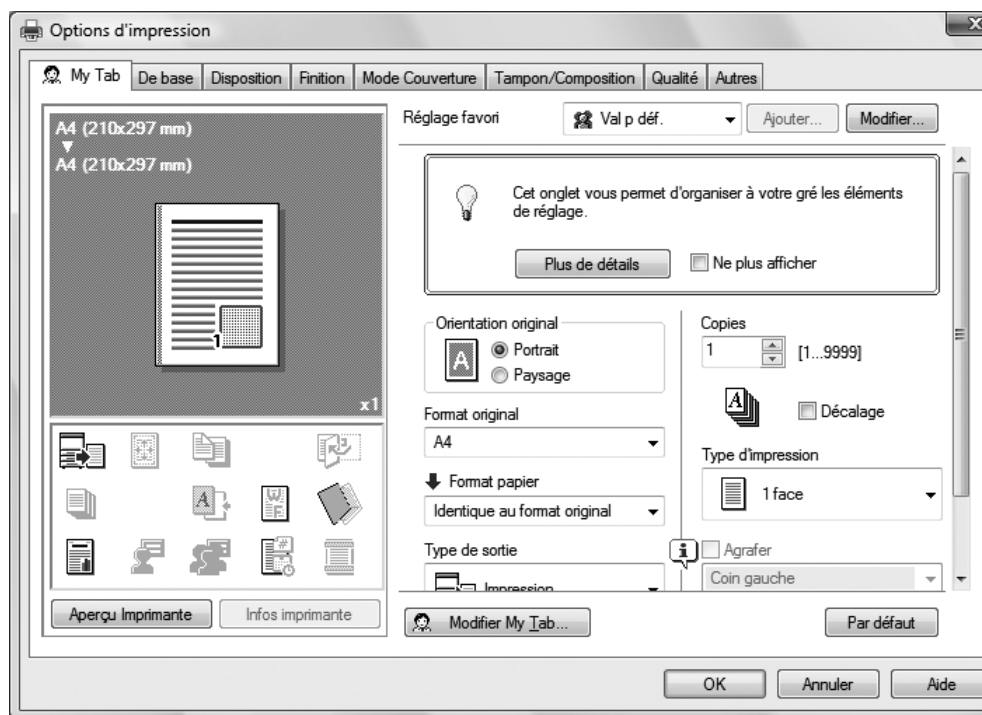 Options d'impression
My Tab
De base
Disposition
Finition
Mode Couverture
Tampon/Composition
Qualité
Autres
A4 (210x297 mm)
A4 (210x297 mm)
1
x1
Aperçu Imprimante
Infos imprimante
Réglage favori
Val p déf.
Ajouter...
Modifier...
Cet onglet vous permet d'organiser à votre gré les éléments
de réglage.
Plus de détails
Ne plus afficher
Orientation original
A
Portrait
Paysage
Format original
A4
Format papier
Identique au format original
Type de sortie
Impression
Copies
1
[1...9999]
A
Décalage
Type d'impression
1 face
Agrafer
Coin gauche
Modifier My Tab...
Par défaut
OK
Annuler
Aide